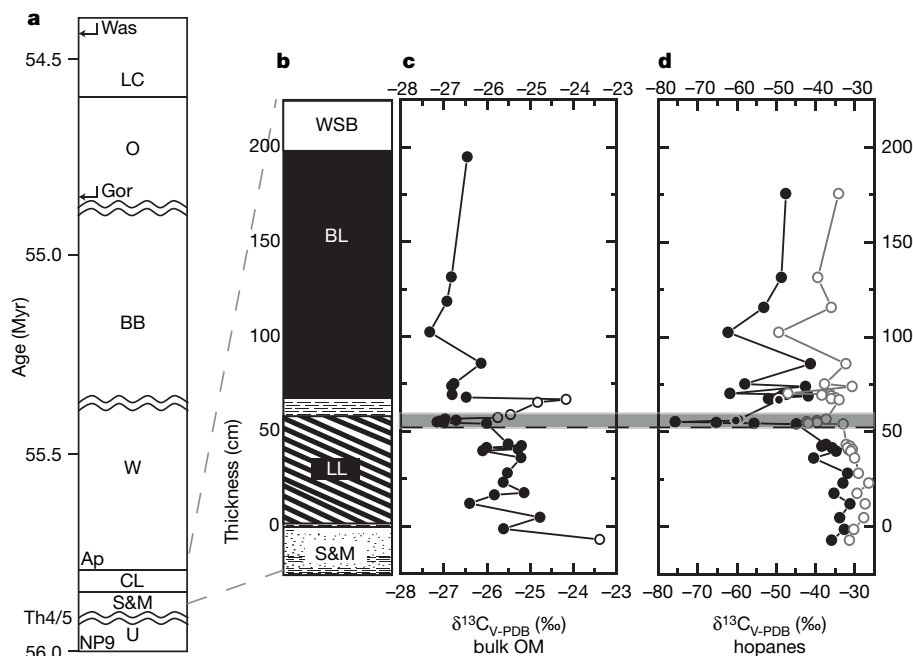 a
Was
54.5
LC
O
Gor
55.0
BB
Age (Myr)
55.5
W
Ap
CL
S&M
Th4/5
U
NP9
56.0
b
WSB
200
BL
150
100
Thickness (cm)
50
LL
0
S&M
c
−28 −27 −26 −25 −24 −23
−28 −27 −26 −25 −24 −23
δ13CV-PDB (‰)
bulk OM
d
−80 −70 −60 −50 −40 −30
200
150
100
50
0
−80 −70 −60 −50 −40 −30
δ13CV-PDB (‰)
hopanes